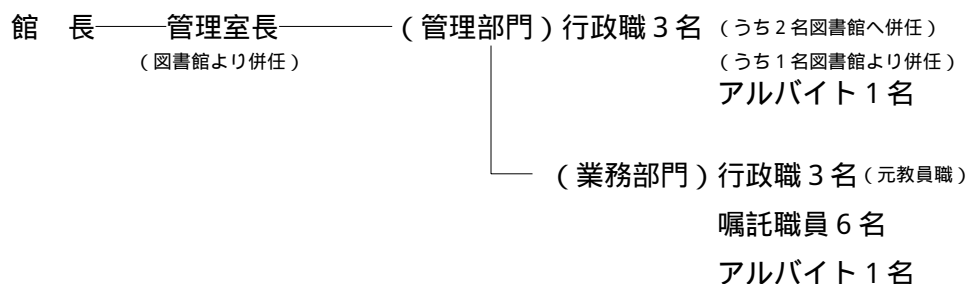 館　長――管理室長――――（管理部門）行政職３名（うち２名図書館へ併任）
（図書館より併任）　（うち１名図書館より併任）
アルバイト１名
（業務部門）行政職３名（元教員職）
嘱託職員６名
アルバイト１名